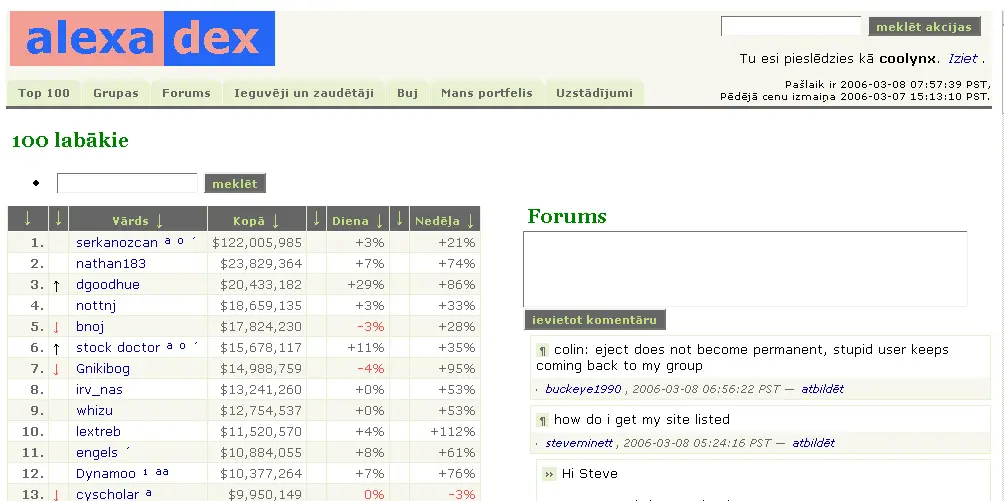 alexa dex
meklēt akcijas
Tu esi pieslēdzies kā coolynx. Iziet .
Top 100 Grupas Forums Ieguvēji un zaudētāji Buj Mans portfelis Uzstādījumi
Pašlaik ir 2006-03-08 07:57:39 PST,
Pēdējā cenu izmaiņa 2006-03-07 15:13:10 PST.
100 labākie
meklēt
↓ ↓ Vārds ↓ Kopā ↓ ↓ Diena ↓ ↓ Nedēļa ↓
1. serkanozcan ª º ´ $122,005,985 +3% +21%
2. nathan183 $23,829,364 +7% +74%
3. ↑ dgoodhue $20,433,182 +29% +86%
4. nottnj $18,659,135 +3% +33%
5. ↓ bnoj $17,824,230 -3% +28%
6. ↑ stock doctor ª º ´ $15,678,117 +11% +35%
7. ↓ Gnikibog $14,988,759 -4% +95%
8. irv_nas $13,241,260 +0% +53%
9. whizu $12,754,537 +0% +53%
10. lextreb $11,520,570 +4% +112%
11. engels ´ $10,884,055 +8% +61%
12. Dynamoo ¹ ªª $10,377,264 +7% +76%
13. ↓ cyscholar ª $9,950,149 0% -3%
Forums
ievietot komentāru
¶ colin: eject does not become permanent, stupid user keeps
coming back to my group
· buckeye1990 , 2006-03-08 06:56:22 PST — atbildēt
¶ how do i get my site listed
· steveminett , 2006-03-08 05:24:16 PST — atbildēt
›› Hi Steve